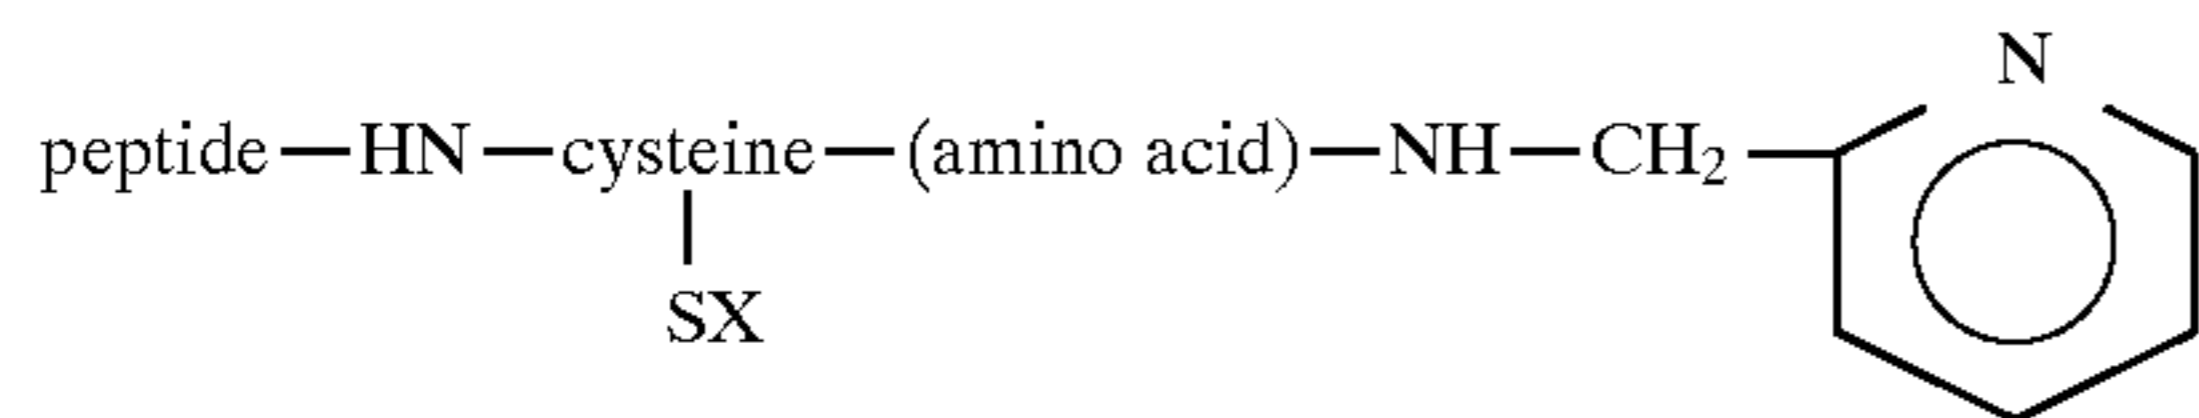 N
peptide—HN—cysteine—(amino acid)—NH—CH₂
SX